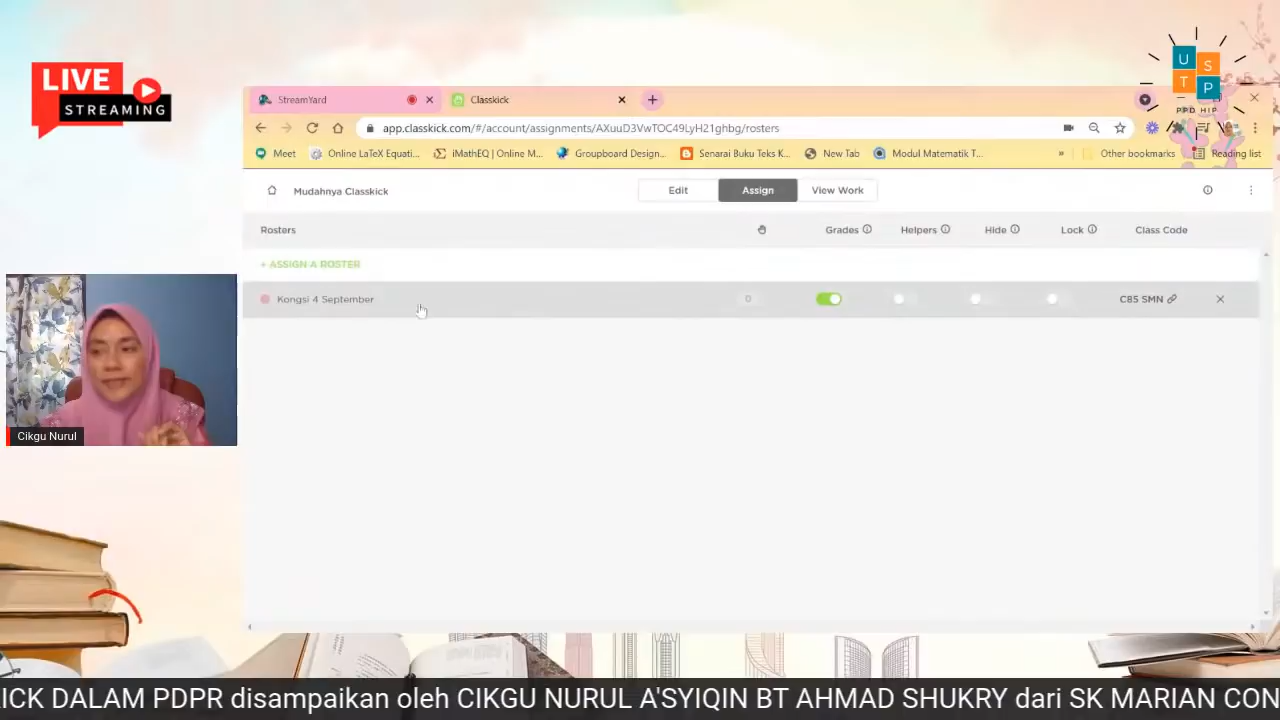 LIVE
STREAMING
U S
T P
PPD HIP
StreamYard
Classkick
app.classkick.com/#/account/assignments/AXuuD3VwTOC49LyH21ghbg/rosters
Meet
Online LaTeX Equati...
iMathEQ | Online M...
Groupboard Design...
Senarai Buku Teks K...
New Tab
Modul Matematik T...
»
Other bookmarks
Reading list
Mudahnya Classkick
Edit
Assign
View Work
Rosters
Grades
Helpers
Hide
Lock
Class Code
+ ASSIGN A ROSTER
Kongsi 4 September
0
C85 SMN
Cikgu Nurul
ICK DALAM PDPR disampaikan oleh CIKGU NURUL A'SYIQIN BT AHMAD SHUKRY dari SK MARIAN CON